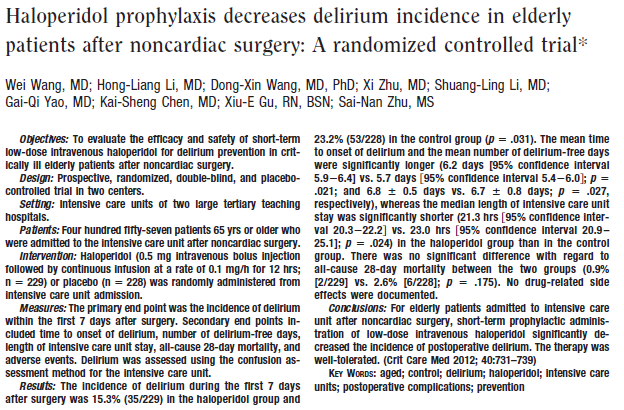 Haloperidol prophylaxis decreases delirium incidence in elderly
patients after noncardiac surgery: A randomized controlled trial*
Wei Wang, MD; Hong-Liang Li, MD; Dong-Xin Wang, MD, PhD; Xi Zhu, MD; Shuang-Ling Li, MD;
Gai-Qi Yao, MD; Kai-Sheng Chen, MD; Xiu-E Gu, RN, BSN; Sai-Nan Zhu, MS
Objectives: To evaluate the efficacy and safety of short-term
low-dose intravenous haloperidol for delirium prevention in crit-
ically ill elderly patients after noncardiac surgery.
Design: Prospective, randomized, double-blind, and placebo-
controlled trial in two centers.
Setting: Intensive care units of two large tertiary teaching
hospitals.
Patients: Four hundred fifty-seven patients 65 yrs or older who
were admitted to the intensive care unit after noncardiac surgery.
Intervention: Haloperidol (0.5 mg intravenous bolus injection
followed by continuous infusion at a rate of 0.1 mg/h for 12 hrs;
n = 229) or placebo (n = 228) was randomly administered from
intensive care unit admission.
Measures: The primary end point was the incidence of delirium
within the first 7 days after surgery. Secondary end points in-
cluded time to onset of delirium, number of delirium-free days,
length of intensive care unit stay, all-cause 28-day mortality, and
adverse events. Delirium was assessed using the confusion as-
sessment method for the intensive care unit.
Results: The incidence of delirium during the first 7 days
after surgery was 15.3% (35/229) in the haloperidol group and
23.2% (53/228) in the control group (p = .031). The mean time
to onset of delirium and the mean number of delirium-free days
were significantly longer (6.2 days [95% confidence interval
5.9–6.4] vs. 5.7 days [95% confidence interval 5.4–6.0]; p =
.021; and 6.8 ± 0.5 days vs. 6.7 ± 0.8 days; p = .027,
respectively), whereas the median length of intensive care unit
stay was significantly shorter (21.3 hrs [95% confidence inter-
val 20.3–22.2] vs. 23.0 hrs [95% confidence interval 20.9–
25.1]; p = .024) in the haloperidol group than in the control
group. There was no significant difference with regard to
all-cause 28-day mortality between the two groups (0.9%
[2/229] vs. 2.6% [6/228]; p = .175). No drug-related side
effects were documented.
Conclusions: For elderly patients admitted to intensive care
unit after noncardiac surgery, short-term prophylactic adminis-
tration of low-dose intravenous haloperidol significantly de-
creased the incidence of postoperative delirium. The therapy was
well-tolerated. (Crit Care Med 2012; 40:731–739)
KEY WORDS: aged; control; delirium; haloperidol; intensive care
units; postoperative complications; prevention